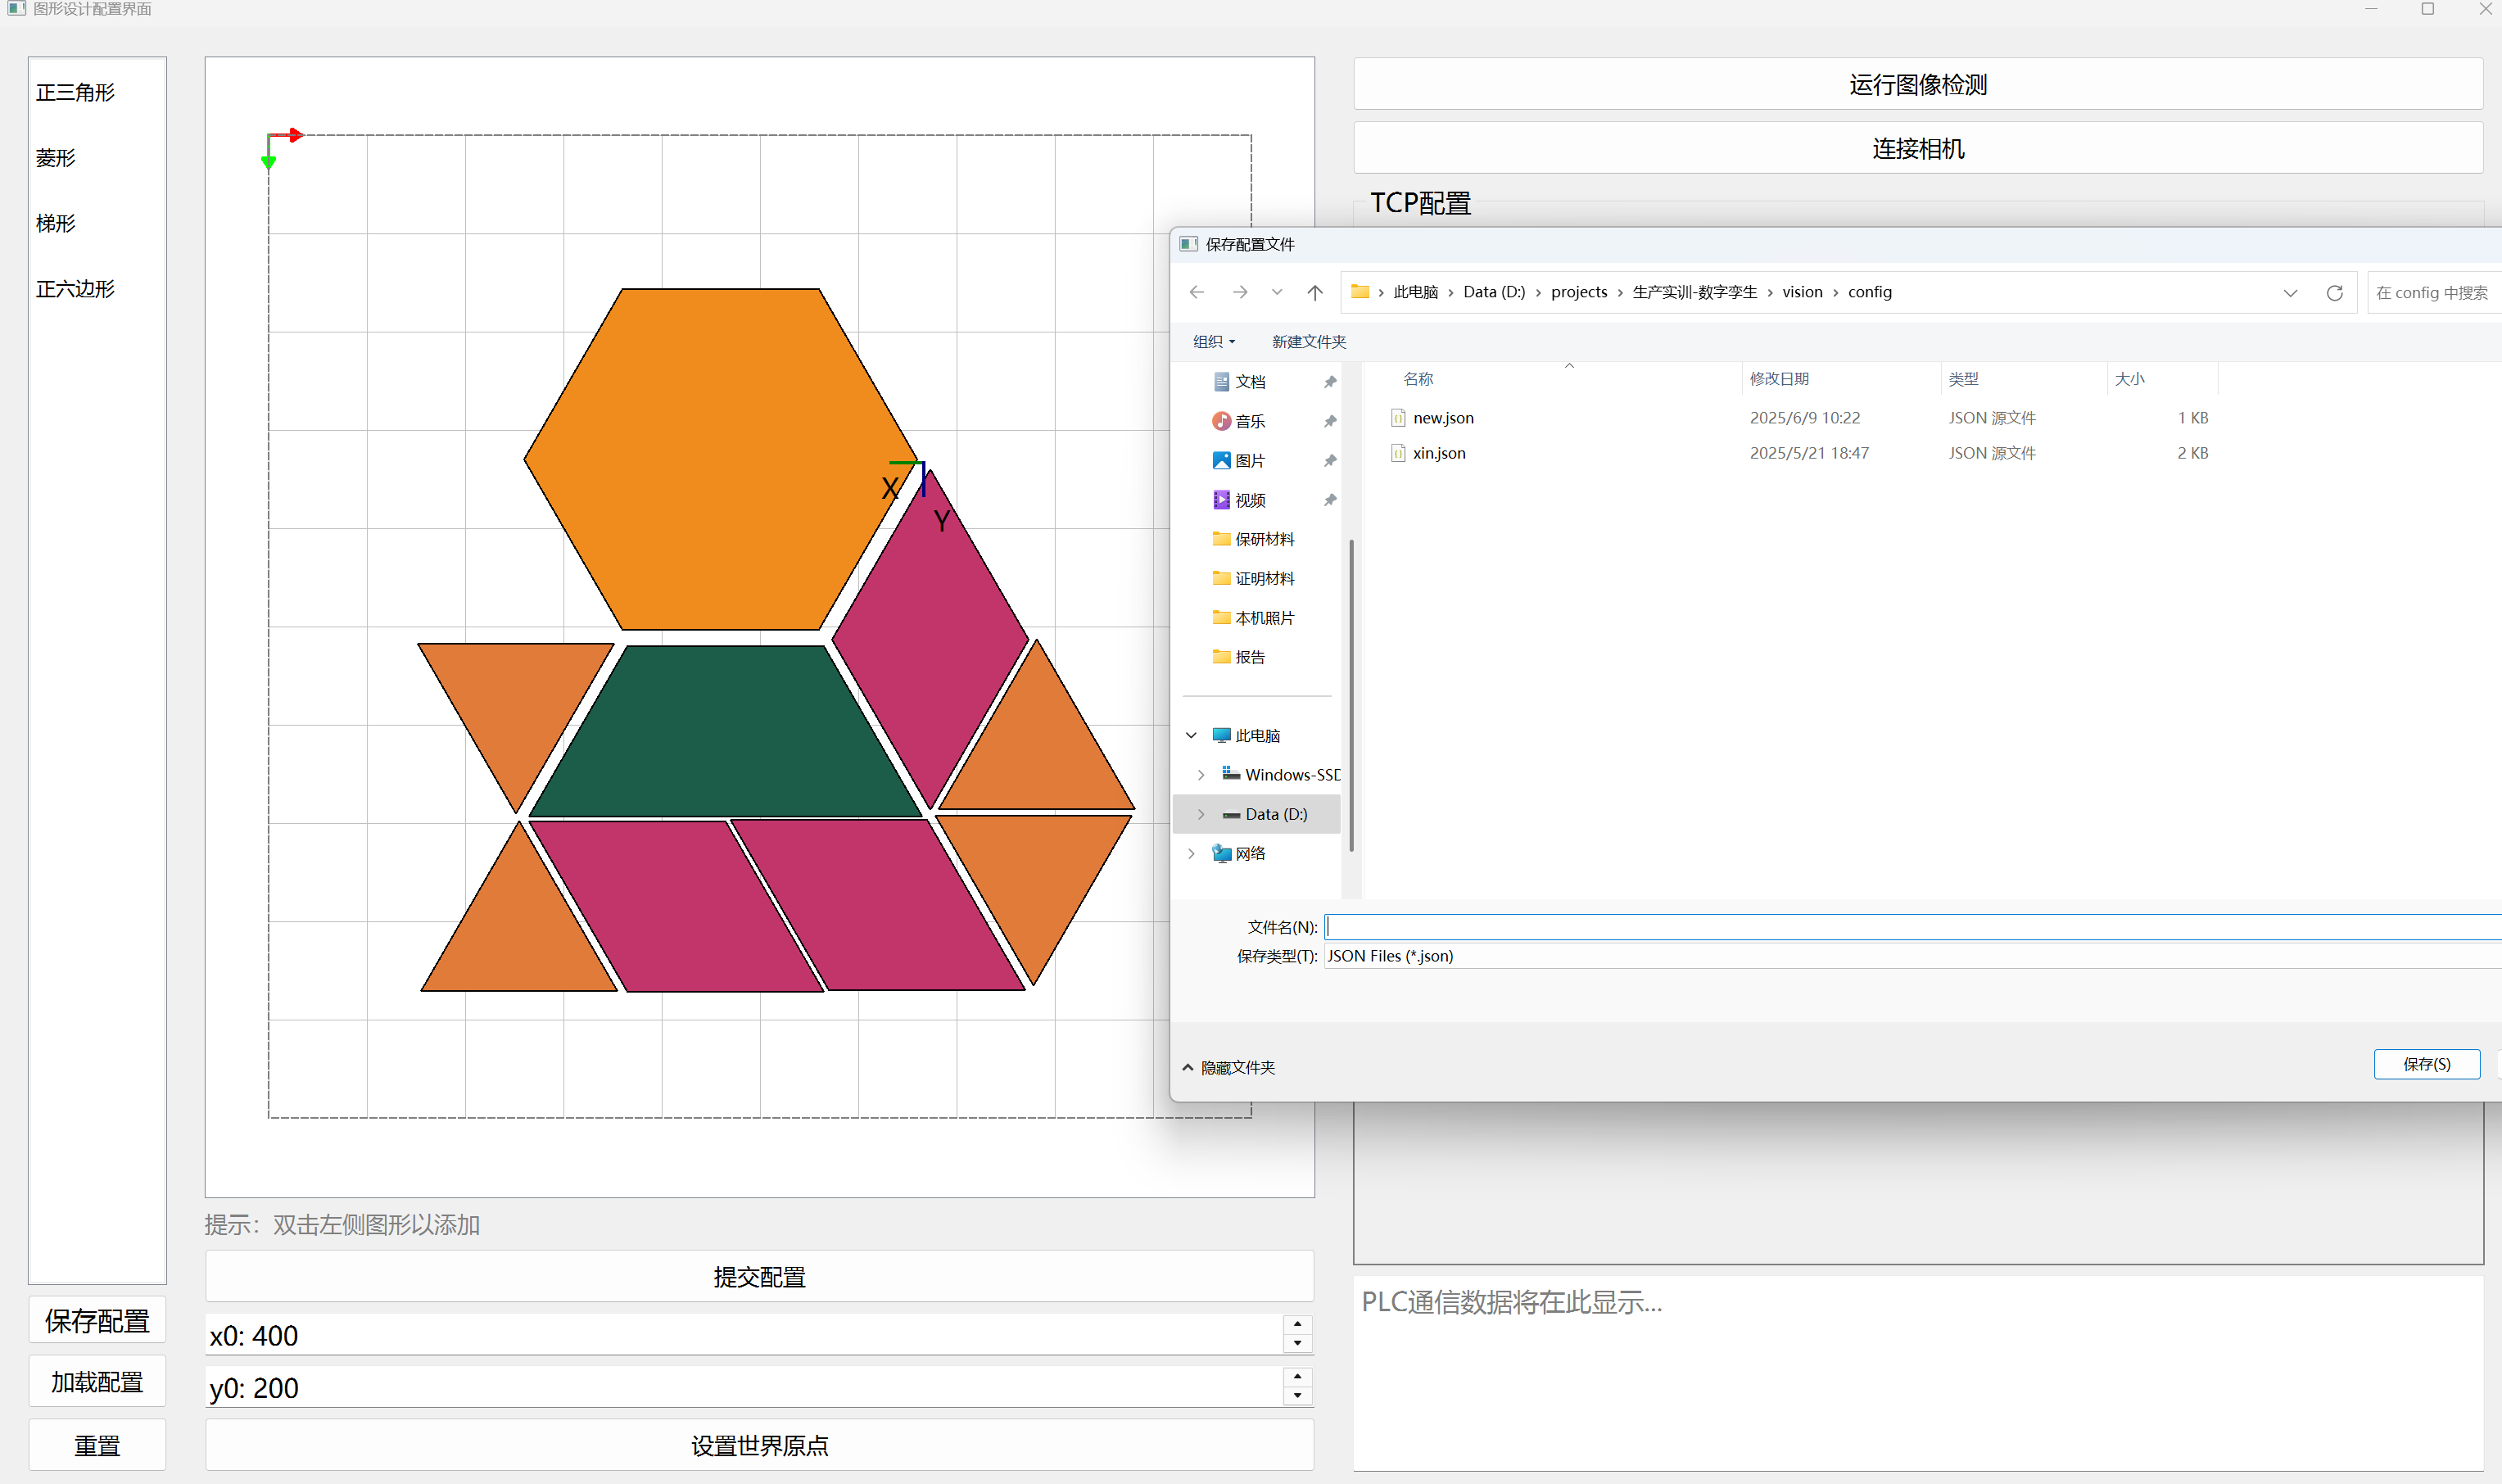 图形设计配置界面
正三角形
菱形
梯形
正六边形
X
Y
提示：双击左侧图形以添加
提交配置
x0: 400
y0: 200
设置世界原点
保存配置
加载配置
重置
运行图像检测
连接相机
TCP配置
保存配置文件
此电脑 › Data (D:) › projects › 生产实训-数字孪生 › vision › config
在 config 中搜索
组织 新建文件夹
文档
音乐
图片
视频
保研材料
证明材料
本机照片
报告
此电脑
Windows-SSD
Data (D:)
网络
名称 修改日期 类型 大小
new.json 2025/6/9 10:22 JSON 源文件 1 KB
xin.json 2025/5/21 18:47 JSON 源文件 2 KB
文件名(N):
保存类型(T): JSON Files (*.json)
隐藏文件夹
保存(S)
PLC通信数据将在此显示...